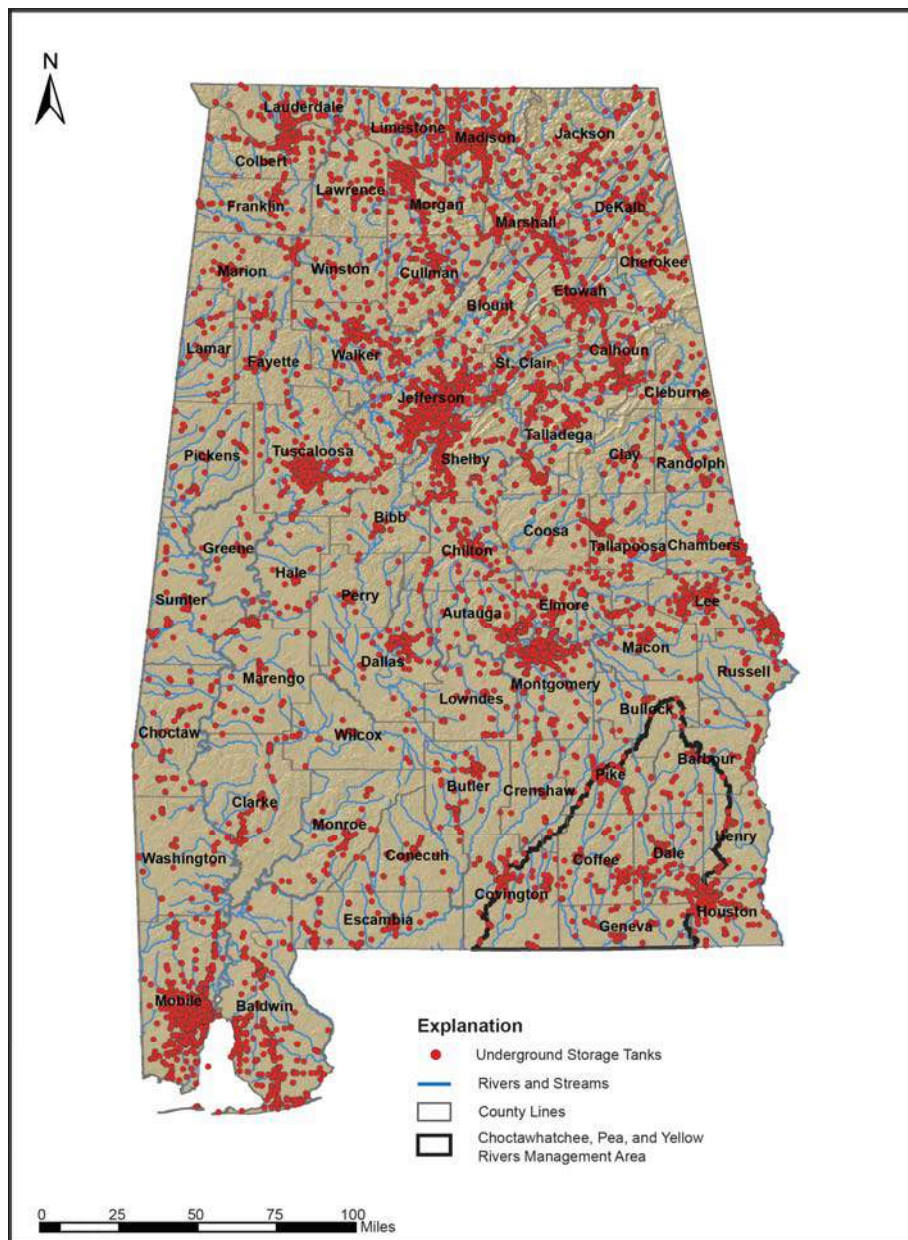 N
Lauderdale
Limestone
Madison
Jackson
Colbert
Lawrence
Franklin
Morgan
DeKalb
Marshall
Cherokee
Marion
Winston
Cullman
Etowah
Blount
Lamar
Fayette
Walker
St. Clair
Calhoun
Cleburne
Jefferson
Talladega
Pickens
Tuscaloosa
Shelby
Clay
Randolph
Bibb
Coosa
Greene
Chilton
Tallapoosa
Chambers
Hale
Sumter
Perry
Autauga
Elmore
Lee
Dallas
Macon
Marengo
Montgomery
Russell
Lowndes
Bullock
Choctaw
Wilcox
Barbour
Pike
Butler
Crenshaw
Clarke
Monroe
Henry
Washington
Conecuh
Coffee
Dale
Covington
Escambia
Geneva
Houston
Mobile
Baldwin
Explanation
Underground Storage Tanks
Rivers and Streams
County Lines
Choctawhatchee, Pea, and Yellow
Rivers Management Area
0 25 50 75 100
Miles